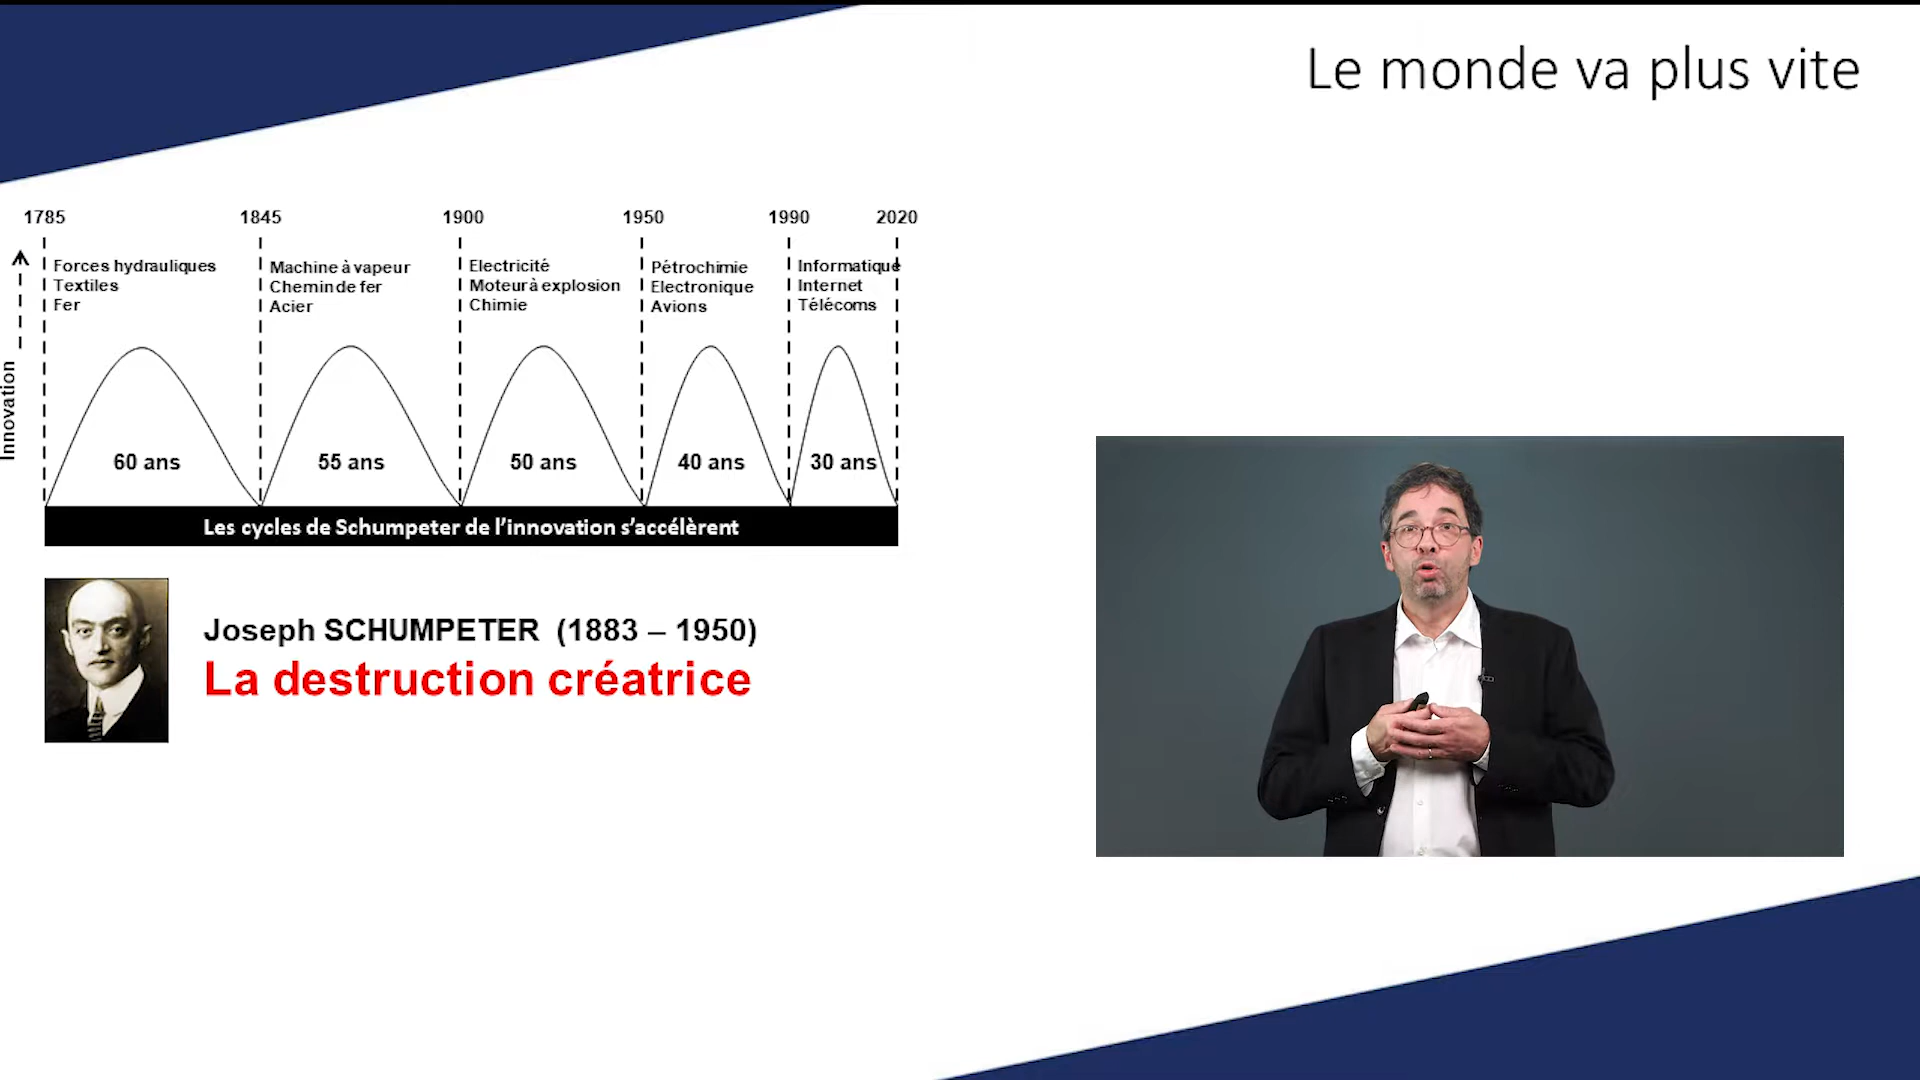 Le monde va plus vite
1785 1845 1900 1950 1990 2020
Innovation
Forces hydrauliques
Textiles
Fer
Machine à vapeur
Chemin de fer
Acier
Electricité
Moteur à explosion
Chimie
Pétrochimie
Electronique
Avions
Informatique
Internet
Télécoms
60 ans 55 ans 50 ans 40 ans 30 ans
Les cycles de Schumpeter de l’innovation s’accélèrent
Joseph SCHUMPETER (1883 – 1950)
La destruction créatrice